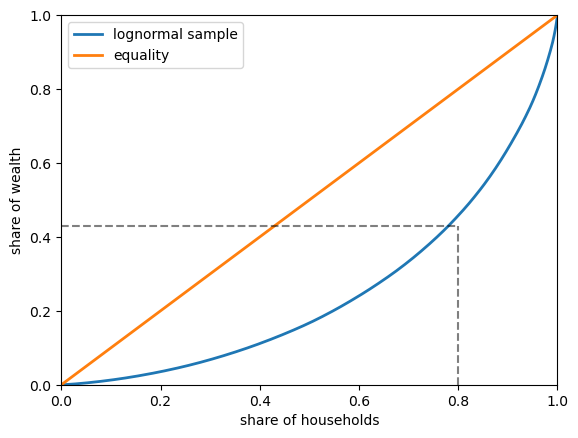 lognormal sample
equality
share of wealth
1.0
0.8
0.6
0.4
0.2
0.0
0.0 0.2 0.4 0.6 0.8 1.0
share of households